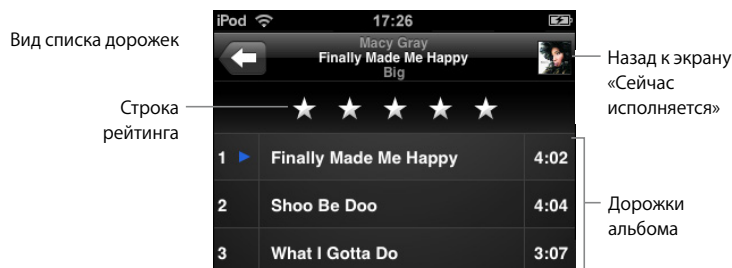 Вид списка дорожек
iPod 17:26
Macy Gray
Finally Made Me Happy
Big
Назад к экрану
«Сейчас
исполняется»
Строка
рейтинга
1 Finally Made Me Happy 4:02
2 Shoo Be Doo 4:04
3 What I Gotta Do 3:07
Дорожки
альбома